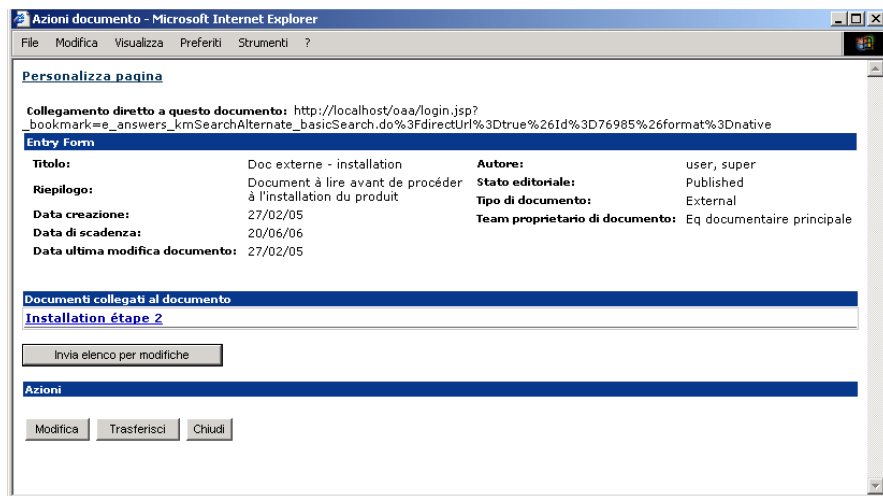 Azioni documento - Microsoft Internet Explorer
File Modifica Visualizza Preferiti Strumenti ?
Personalizza pagina
Collegamento diretto a questo documento: http://localhost/oaa/login.jsp?
_bookmark=e_answers_kmSearchAlternate_basicSearch.do%3FdirectUrl%3Dtrue%26Id%3D76985%26format%3Dnative
Entry Form
Titolo: Doc externe - installation Autore: user, super
Riepilogo: Document à lire avant de procéder à l'installation du produit Stato editoriale: Published
Tipo di documento: External
Data creazione: 27/02/05 Team proprietario di documento: Eq documentaire principale
Data di scadenza: 20/06/06
Data ultima modifica documento: 27/02/05
Documenti collegati al documento
Installation étape 2
Invia elenco per modifiche
Azioni
Modifica Trasferisci Chiudi